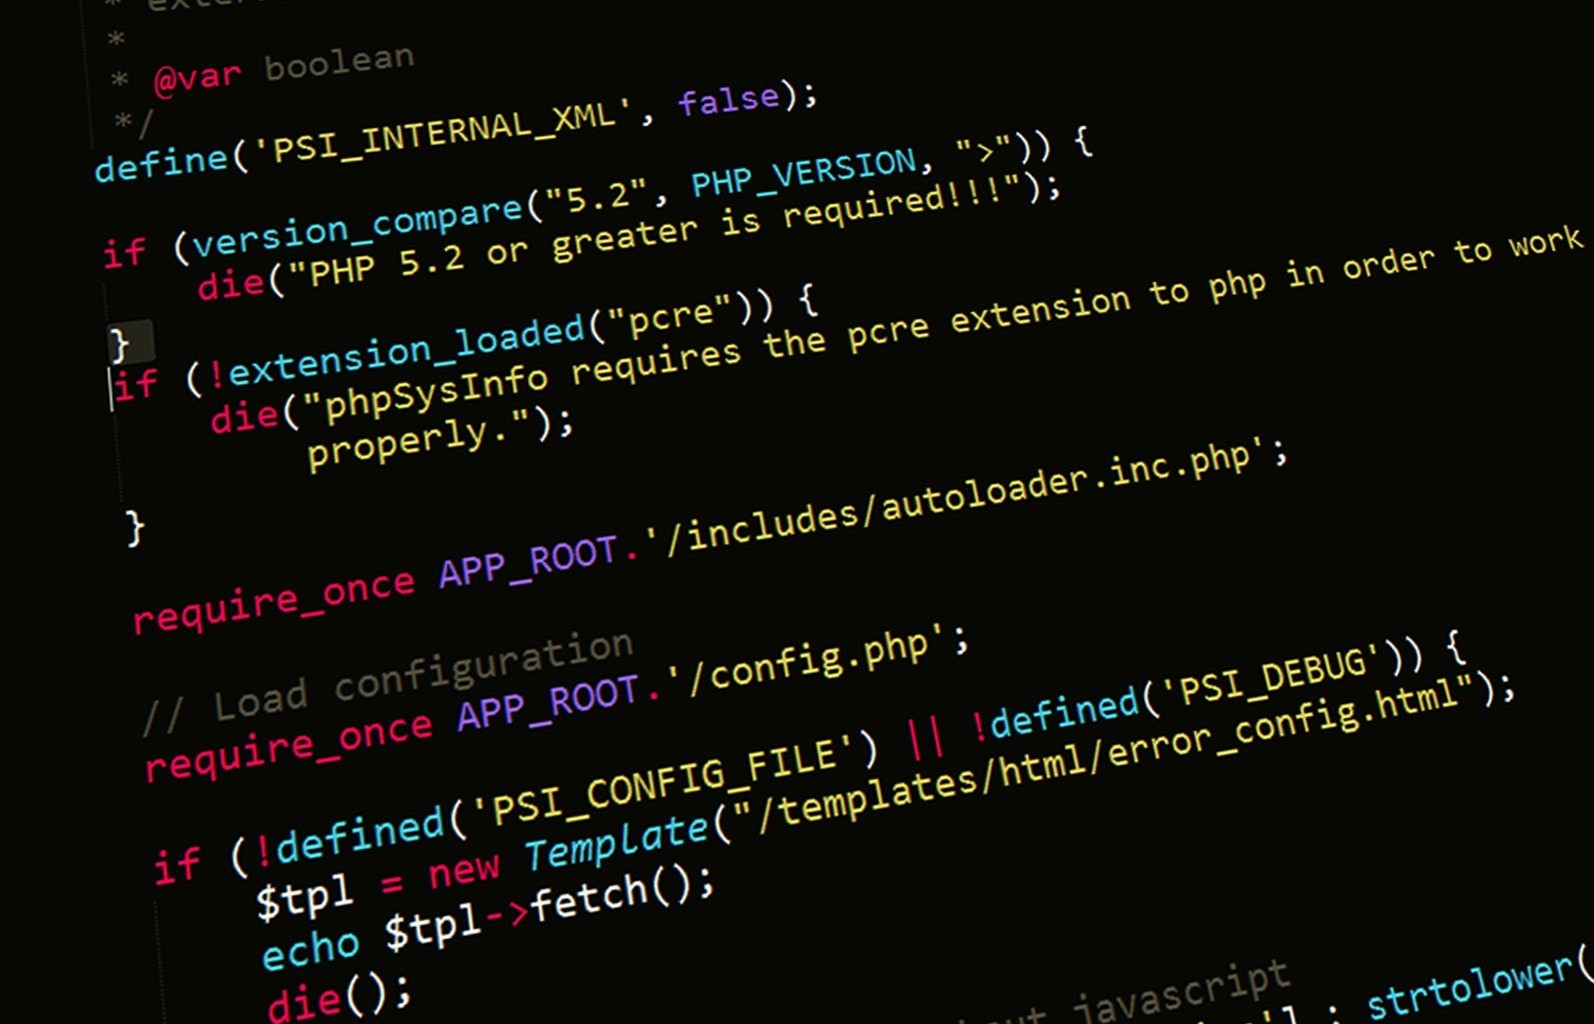 *
* @var boolean
*/
define('PSI_INTERNAL_XML', false);
if (version_compare("5.2", PHP_VERSION, ">")) {
die("PHP 5.2 or greater is required!!!");
}
if (!extension_loaded("pcre")) {
die("phpSysInfo requires the pcre extension to php in order to work
properly.");
}
require_once APP_ROOT.'/includes/autoloader.inc.php';
// Load configuration
require_once APP_ROOT.'/config.php';
if (!defined('PSI_CONFIG_FILE') || !defined('PSI_DEBUG')) {
$tpl = new Template("/templates/html/error_config.html");
echo $tpl->fetch();
die();
javascript
strtolower(